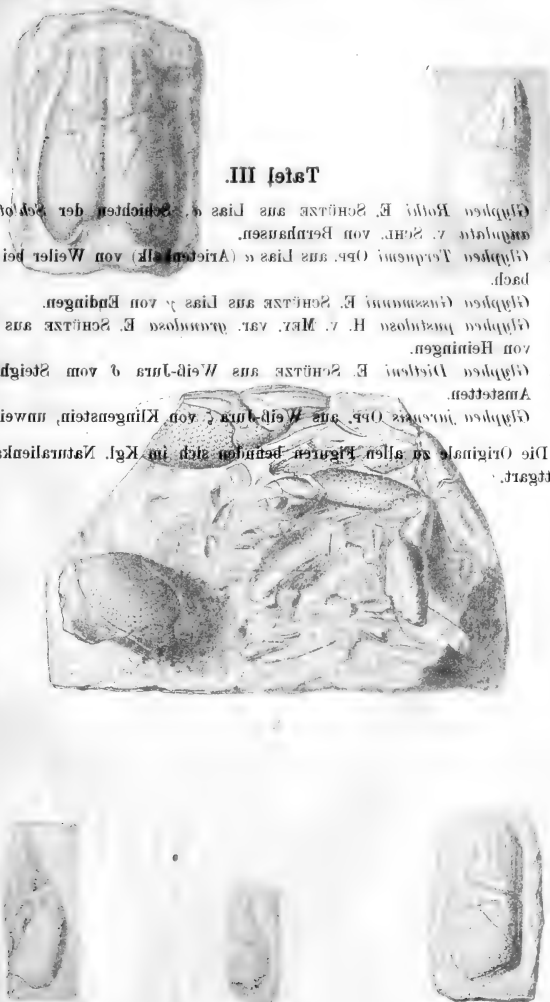 Tafel III.
Glyphea Rothi E. SCHÜTZE aus Lias Schichten der
angulata v. SCHL. von Bernhausen.
Glyphea Terquemi OPP. aus Lias α (Arietenkalk) von Weiler bei
bach.
Glyphea Gussmanni E. SCHÜTZE aus Lias γ von Endingen.
Glyphea pustulosa H. v. MEY. var. granulosa E. SCHÜTZE aus
von Heiningen.
Glyphea Dietleni E. SCHÜTZE aus Weiß-Jura δ vom
Amstetten.
Glyphea jurensis OPP. aus Weiß-Jura ζ von Klingenstein,
Die Originale zu allen Figuren befinden sich im Kgl.
ttgart.